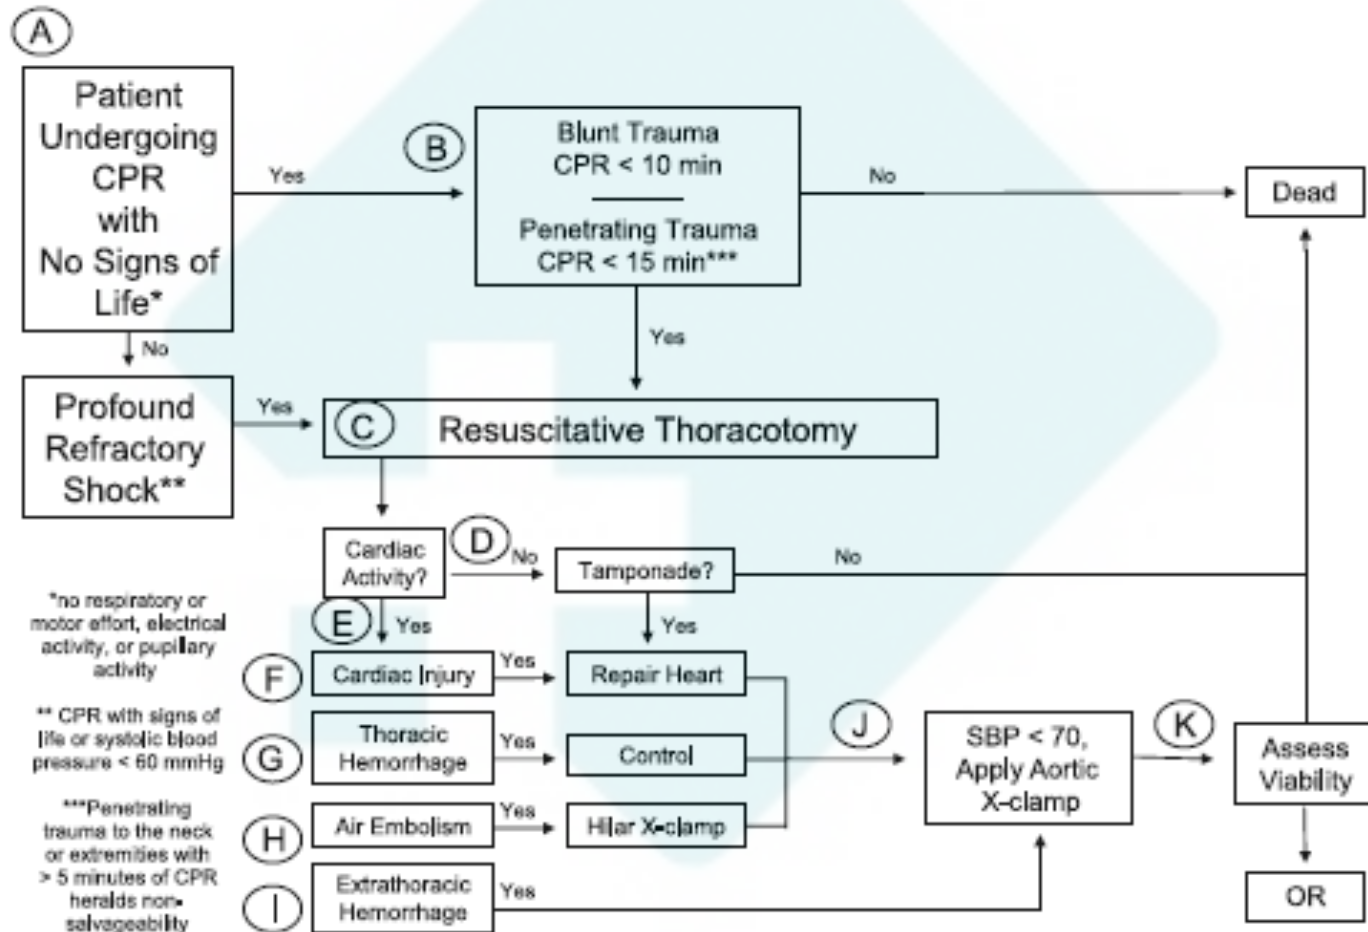 A
Patient
Undergoing
CPR
with
No Signs of
Life*
Yes
B
Blunt Trauma
CPR < 10 min
Penetrating Trauma
CPR < 15 min***
No
Dead
No
Yes
Profound
Refractory
Shock**
Yes
C
Resuscitative Thoracotomy
Cardiac
Activity?
D
No
Tamponade?
No
E
Yes
Yes
*no respiratory or
motor effort, electrical
activity, or pupillary
activity
F
Cardiac Injury
Yes
Repair Heart
** CPR with signs of
life or systolic blood
pressure < 60 mmHg
G
Thoracic
Hemorrhage
Yes
Control
J
SBP < 70,
Apply Aortic
X-clamp
K
Assess
Viability
***Penetrating
trauma to the neck
or extremities with
> 5 minutes of CPR
heralds non-
salvageability
H
Air Embolism
Yes
Hilar X-clamp
I
Extrathoracic
Hemorrhage
Yes
OR